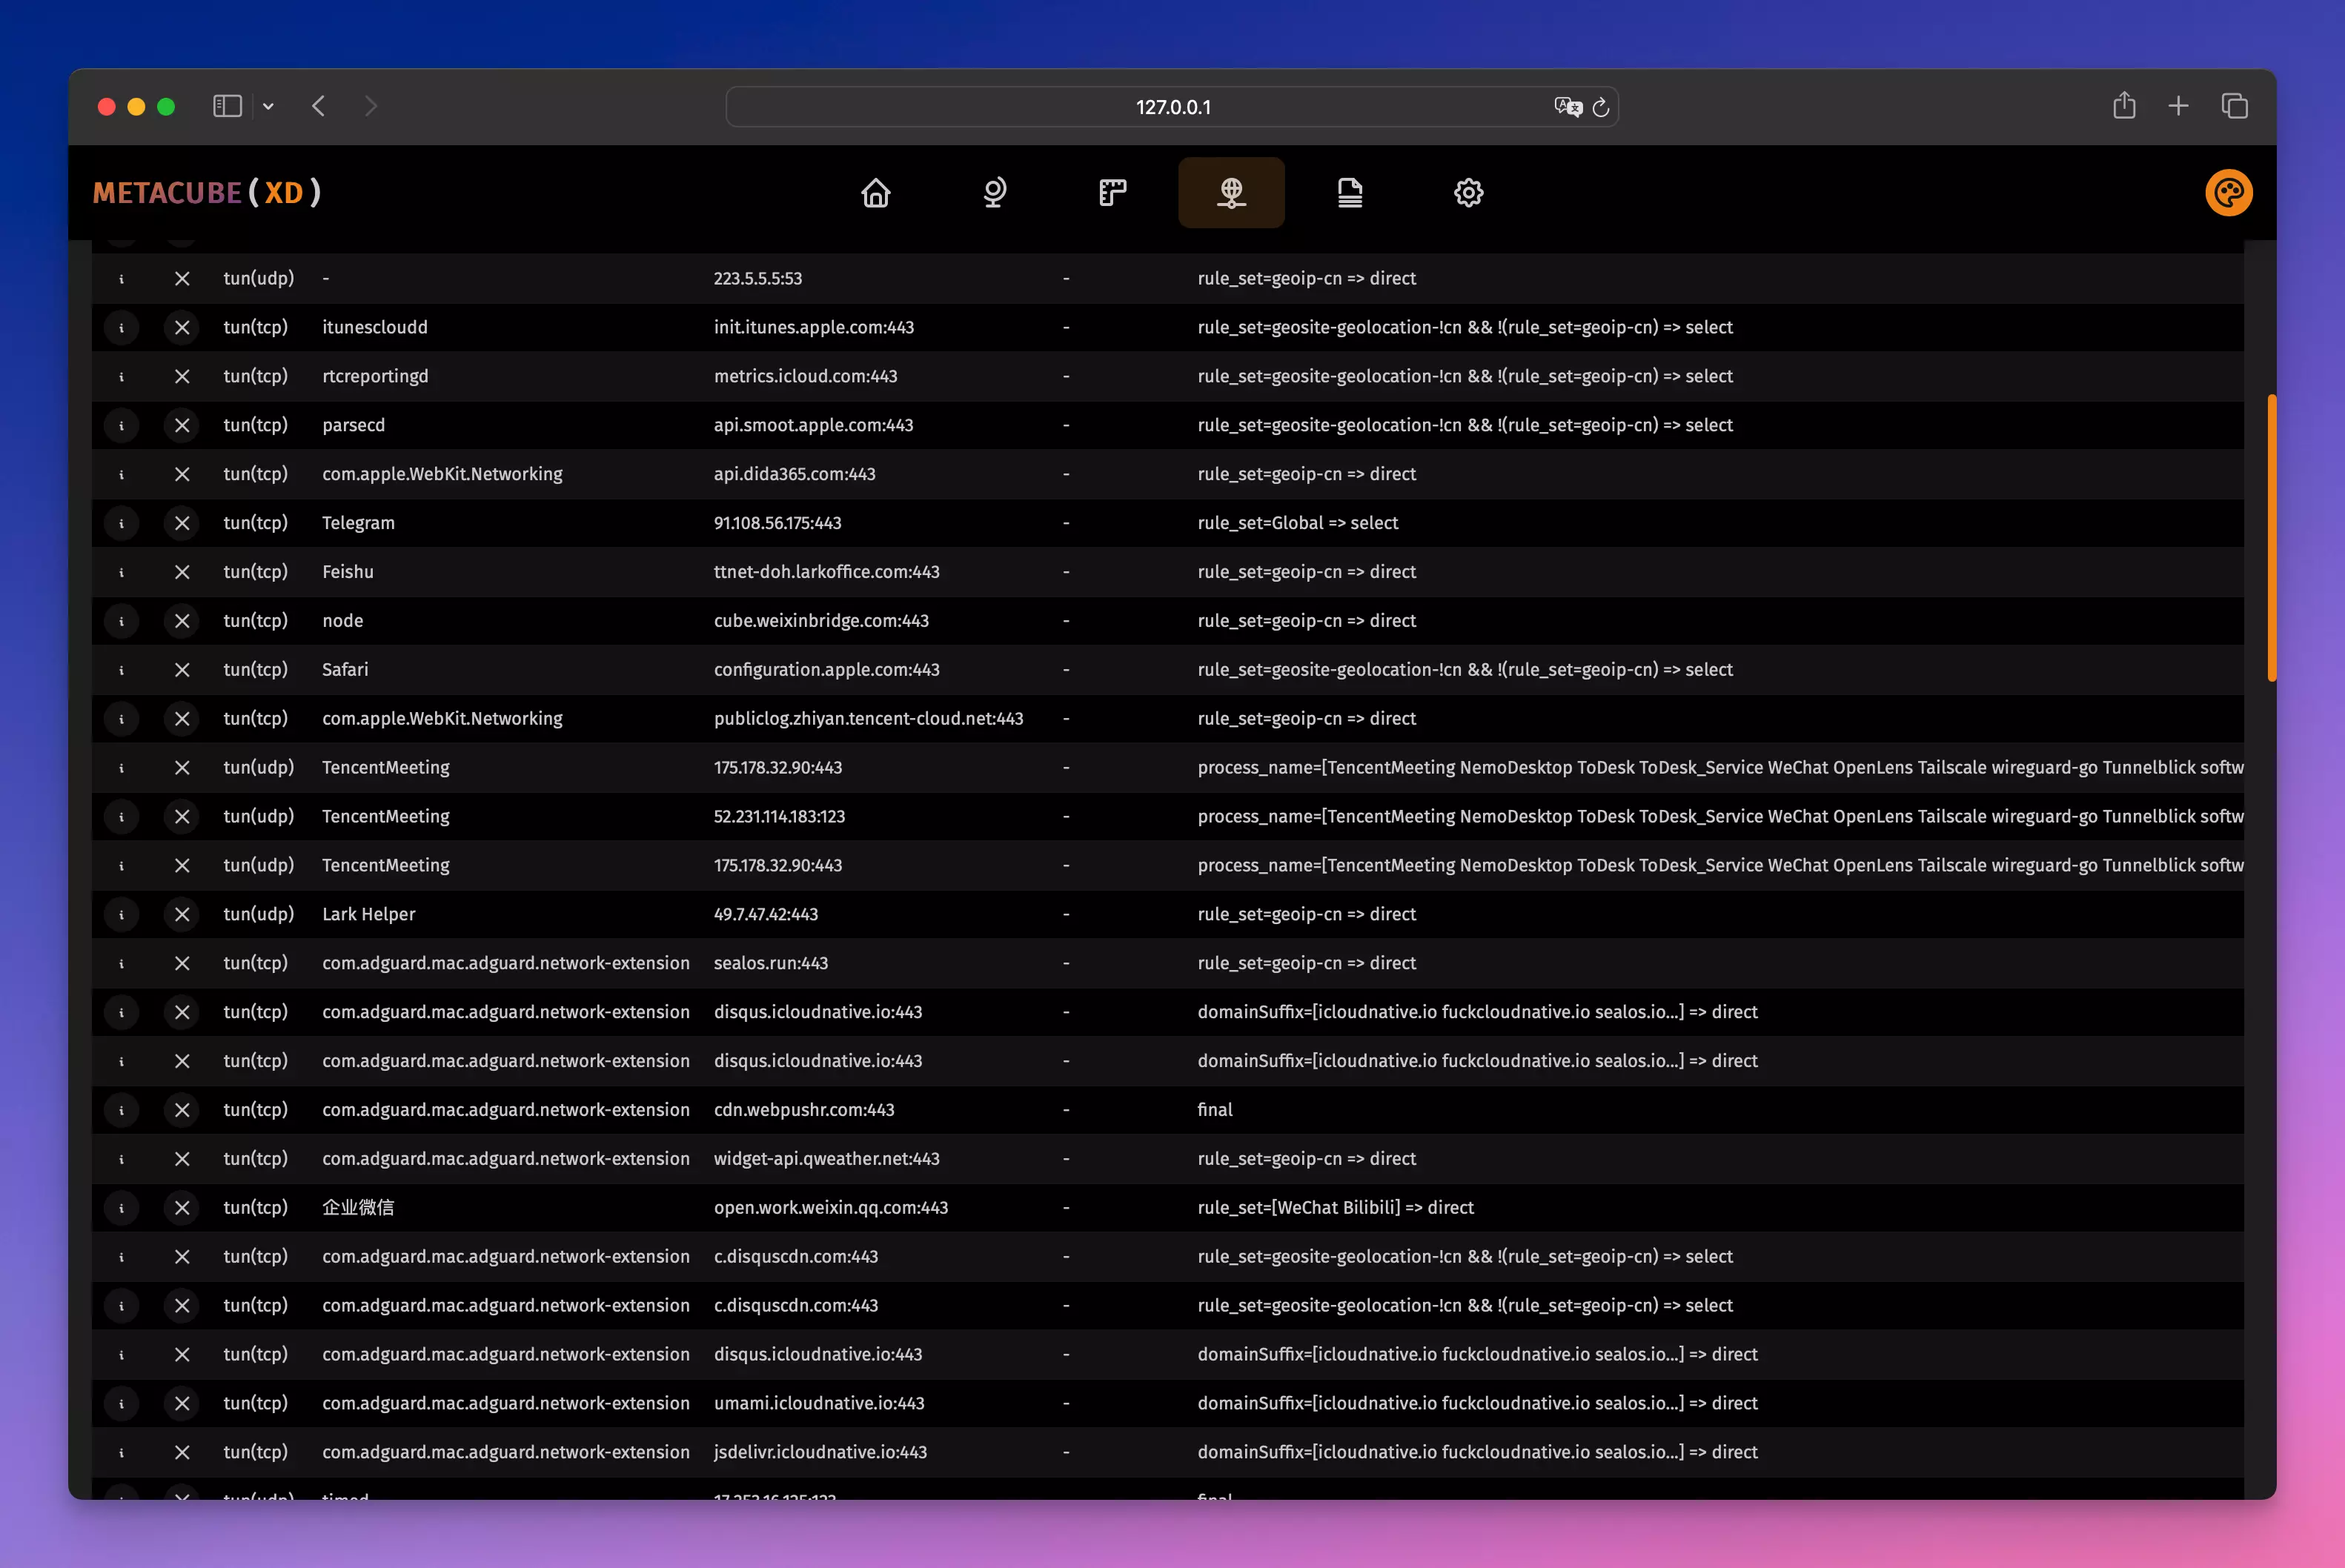 127.0.0.1
METACUBE(XD)
tun(udp) - 223.5.5.5:53 - rule_set=geoip-cn => direct
tun(tcp) itunescloudd init.itunes.apple.com:443 - rule_set=geosite-geolocation-!cn && !(rule_set=geoip-cn) => select
tun(tcp) rtcreportingd metrics.icloud.com:443 - rule_set=geosite-geolocation-!cn && !(rule_set=geoip-cn) => select
tun(tcp) parsecd api.smoot.apple.com:443 - rule_set=geosite-geolocation-!cn && !(rule_set=geoip-cn) => select
tun(tcp) com.apple.WebKit.Networking api.dida365.com:443 - rule_set=geoip-cn => direct
tun(tcp) Telegram 91.108.56.175:443 - rule_set=Global => select
tun(tcp) Feishu ttnet-doh.larkoffice.com:443 - rule_set=geoip-cn => direct
tun(tcp) node cube.weixinbridge.com:443 - rule_set=geoip-cn => direct
tun(tcp) Safari configuration.apple.com:443 - rule_set=geosite-geolocation-!cn && !(rule_set=geoip-cn) => select
tun(tcp) com.apple.WebKit.Networking publiclog.zhiyan.tencent-cloud.net:443 - rule_set=geoip-cn => direct
tun(udp) TencentMeeting 175.178.32.90:443 - process_name=[TencentMeeting NemoDesktop ToDesk ToDesk_Service WeChat OpenLens Tailscale wireguard-go Tunnelblick softw
tun(udp) TencentMeeting 52.231.114.183:123 - process_name=[TencentMeeting NemoDesktop ToDesk ToDesk_Service WeChat OpenLens Tailscale wireguard-go Tunnelblick softw
tun(udp) TencentMeeting 175.178.32.90:443 - process_name=[TencentMeeting NemoDesktop ToDesk ToDesk_Service WeChat OpenLens Tailscale wireguard-go Tunnelblick softw
tun(udp) Lark Helper 49.7.47.42:443 - rule_set=geoip-cn => direct
tun(tcp) com.adguard.mac.adguard.network-extension sealos.run:443 - rule_set=geoip-cn => direct
tun(tcp) com.adguard.mac.adguard.network-extension disqus.icloudnative.io:443 - domainSuffix=[icloudnative.io fuckcloudnative.io sealos.io...] => direct
tun(tcp) com.adguard.mac.adguard.network-extension disqus.icloudnative.io:443 - domainSuffix=[icloudnative.io fuckcloudnative.io sealos.io...] => direct
tun(tcp) com.adguard.mac.adguard.network-extension cdn.webpushr.com:443 - final
tun(tcp) com.adguard.mac.adguard.network-extension widget-api.qweather.net:443 - rule_set=geoip-cn => direct
tun(tcp) 企业微信 open.work.weixin.qq.com:443 - rule_set=[WeChat Bilibili] => direct
tun(tcp) com.adguard.mac.adguard.network-extension c.disquscdn.com:443 - rule_set=geosite-geolocation-!cn && !(rule_set=geoip-cn) => select
tun(tcp) com.adguard.mac.adguard.network-extension c.disquscdn.com:443 - rule_set=geosite-geolocation-!cn && !(rule_set=geoip-cn) => select
tun(tcp) com.adguard.mac.adguard.network-extension disqus.icloudnative.io:443 - domainSuffix=[icloudnative.io fuckcloudnative.io sealos.io...] => direct
tun(tcp) com.adguard.mac.adguard.network-extension umami.icloudnative.io:443 - domainSuffix=[icloudnative.io fuckcloudnative.io sealos.io...] => direct
tun(tcp) com.adguard.mac.adguard.network-extension jsdelivr.icloudnative.io:443 - domainSuffix=[icloudnative.io fuckcloudnative.io sealos.io...] => direct
tun(udp) timed final